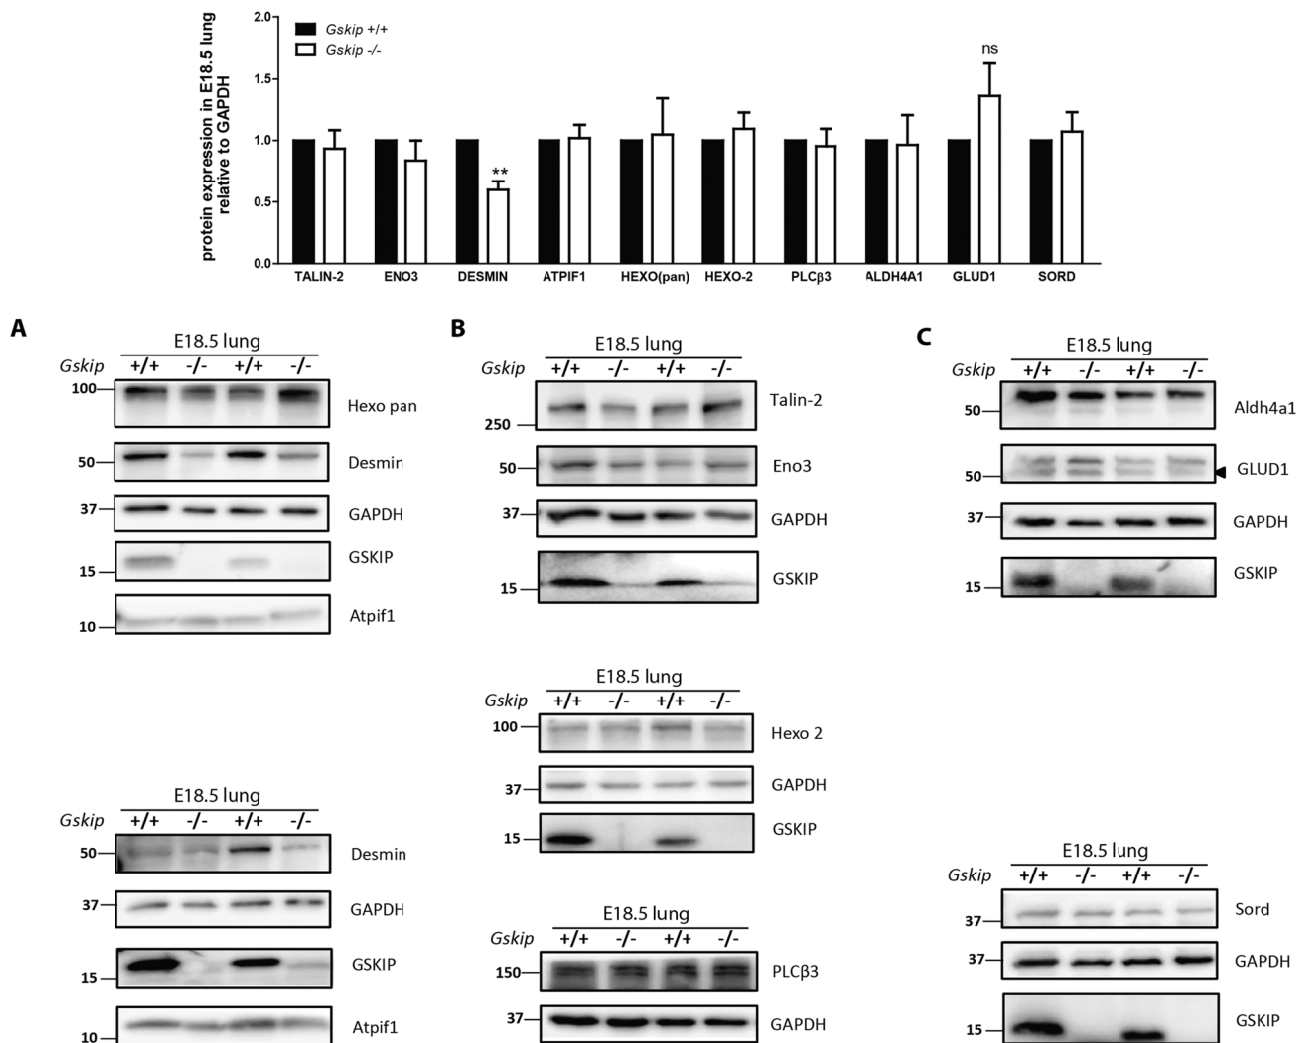 protein expression in E18.5 lung
relative to GAPDH
2.0
1.5
1.0
0.5
0.0
Gskip +/+
Gskip -/-
**
ns
TALIN-2 ENO3 DESMIN ATPIF1 HEXO(pan) HEXO-2 PLCβ3 ALDH4A1 GLUD1 SORD
A
E18.5 lung
Gskip +/+ -/- +/+ -/-
100 Hexo pan
50 Desmin
37 GAPDH
GSKIP
15
Atpif1
10
E18.5 lung
Gskip +/+ -/- +/+ -/-
50 Desmin
37 GAPDH
GSKIP
15
Atpif1
10
B
E18.5 lung
Gskip +/+ -/- +/+ -/-
Talin-2
250
50 Eno3
37 GAPDH
15 GSKIP
E18.5 lung
Gskip +/+ -/- +/+ -/-
100 Hexo 2
37 GAPDH
15 GSKIP
E18.5 lung
Gskip +/+ -/- +/+ -/-
150 PLCβ3
37 GAPDH
C
E18.5 lung
Gskip +/+ -/- +/+ -/-
50 Aldh4a1
50 GLUD1
37 GAPDH
15 GSKIP
E18.5 lung
Gskip +/+ -/- +/+ -/-
37 Sord
37 GAPDH
15 GSKIP